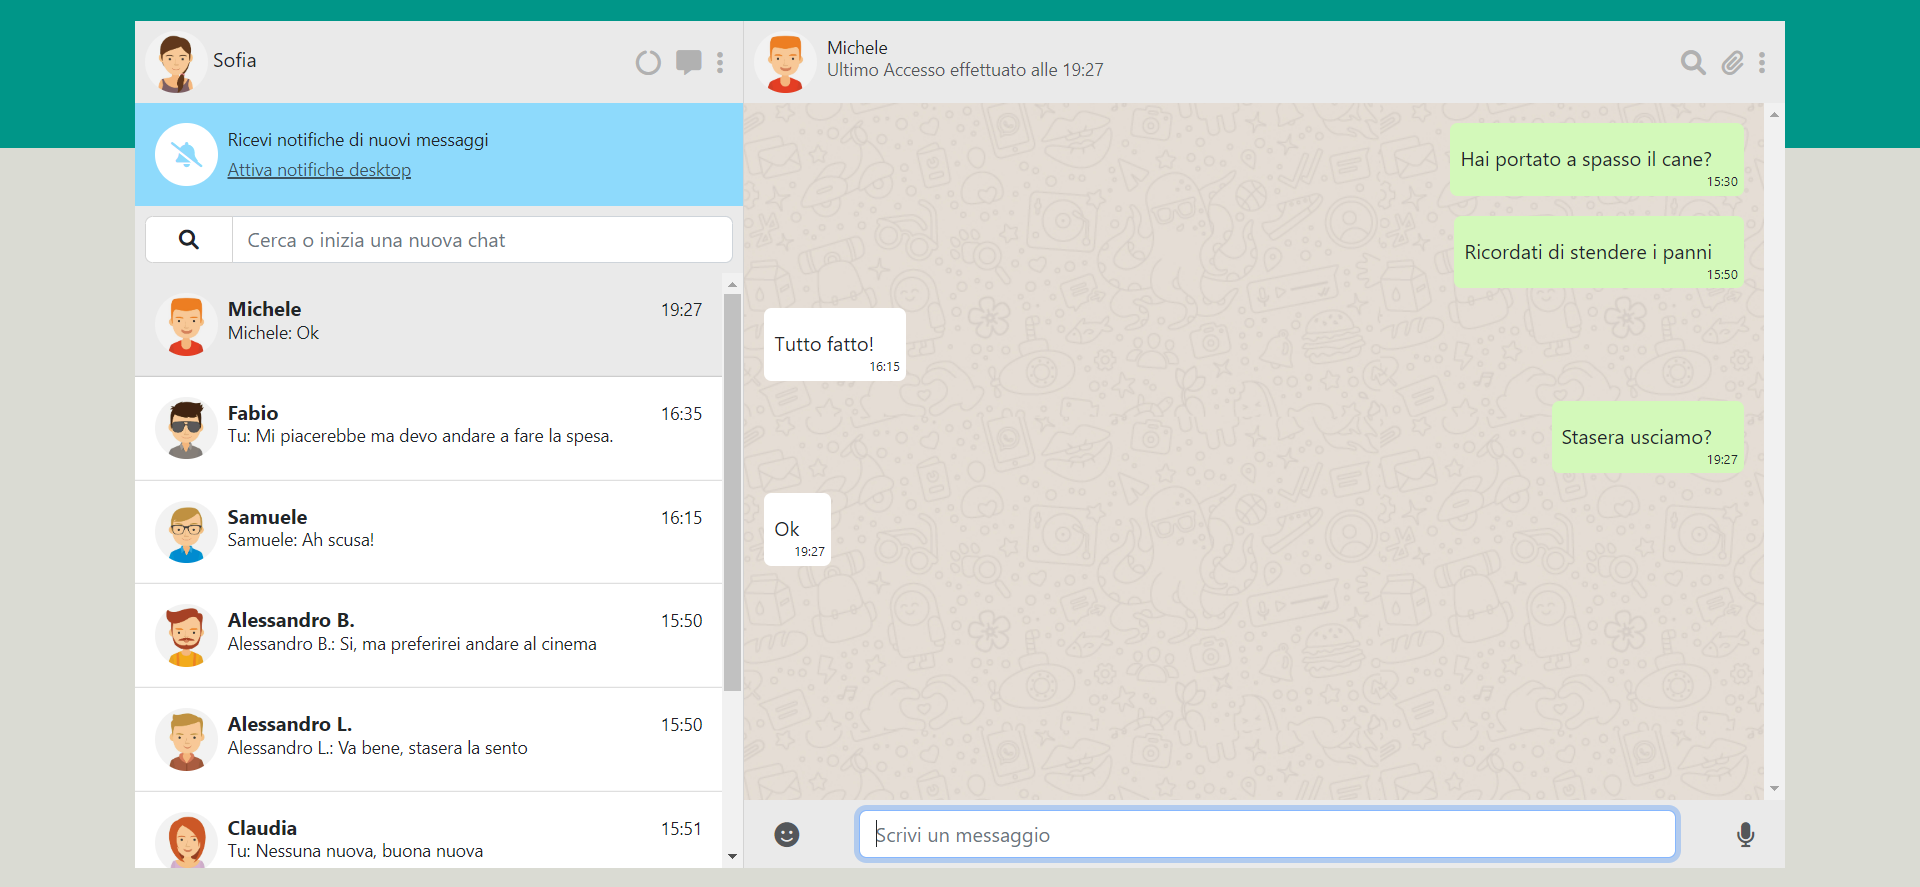 Sofia
Ricevi notifiche di nuovi messaggi
Attiva notifiche desktop
Cerca o inizia una nuova chat
Michele 19:27
Michele: Ok
Fabio 16:35
Tu: Mi piacerebbe ma devo andare a fare la spesa.
Samuele 16:15
Samuele: Ah scusa!
Alessandro B. 15:50
Alessandro B.: Si, ma preferirei andare al cinema
Alessandro L. 15:50
Alessandro L.: Va bene, stasera la sento
Claudia 15:51
Tu: Nessuna nuova, buona nuova
Michele
Ultimo Accesso effettuato alle 19:27
Hai portato a spasso il cane?
15:30
Ricordati di stendere i panni
15:50
Tutto fatto!
16:15
Stasera usciamo?
19:27
Ok
19:27
Scrivi un messaggio